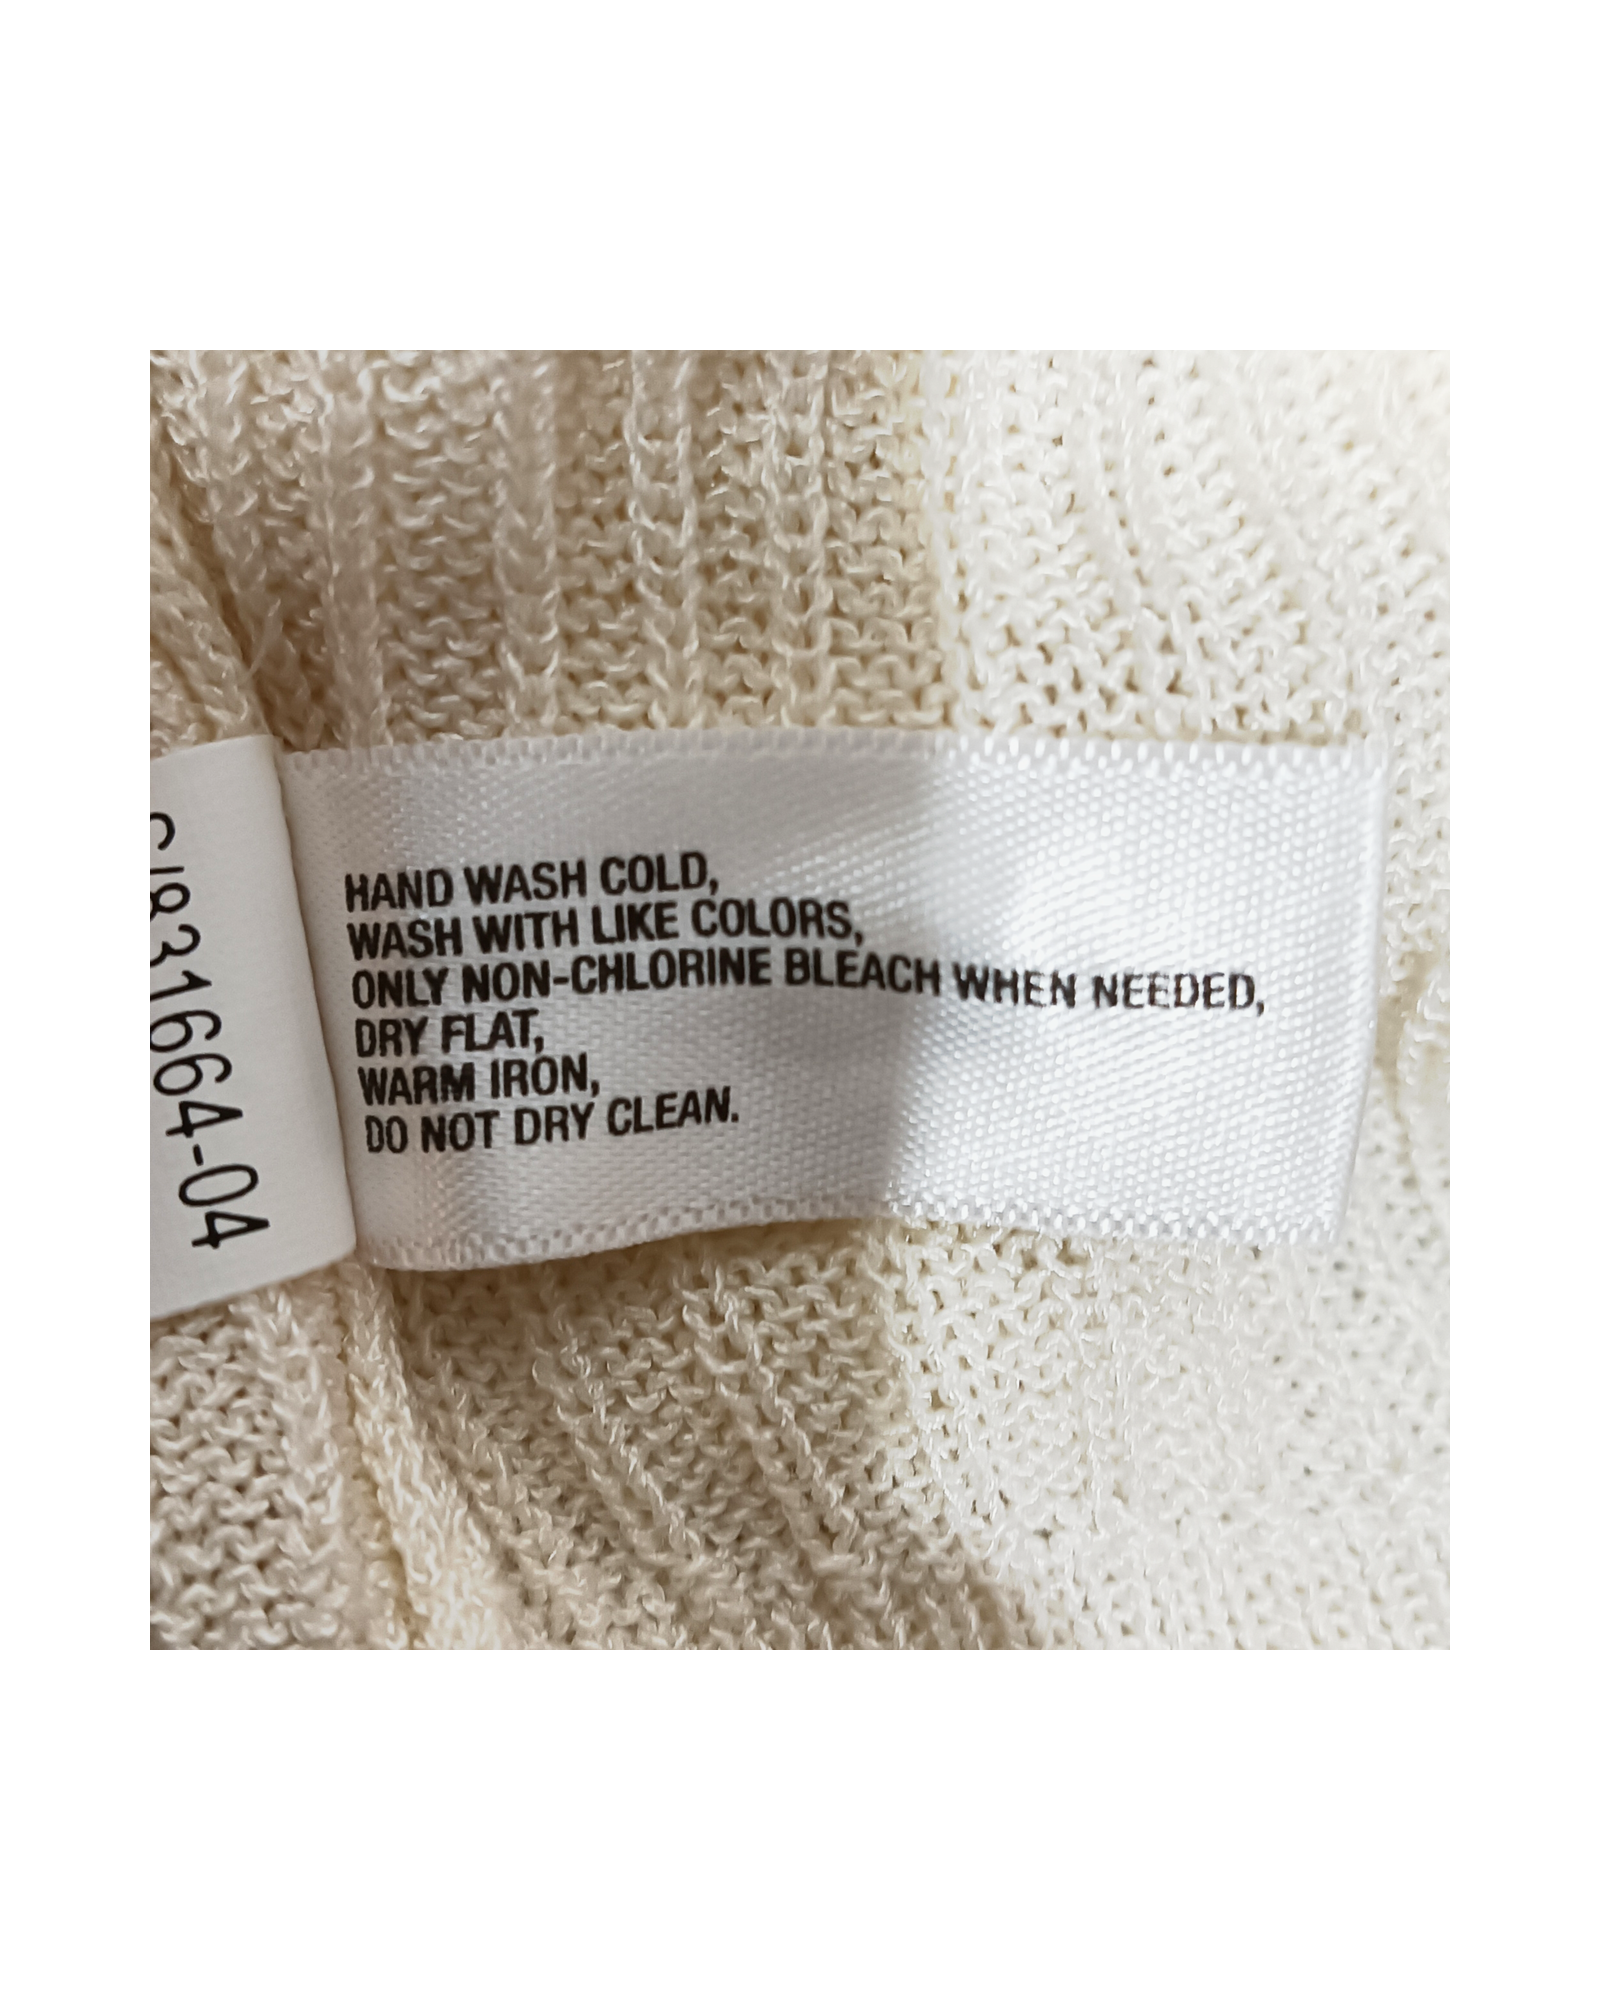 HAND WASH COLD,
WASH WITH LIKE COLORS,
ONLY NON-CHLORINE BLEACH WHEN NEEDED,
DRY FLAT,
WARM IRON,
DO NOT DRY CLEAN.